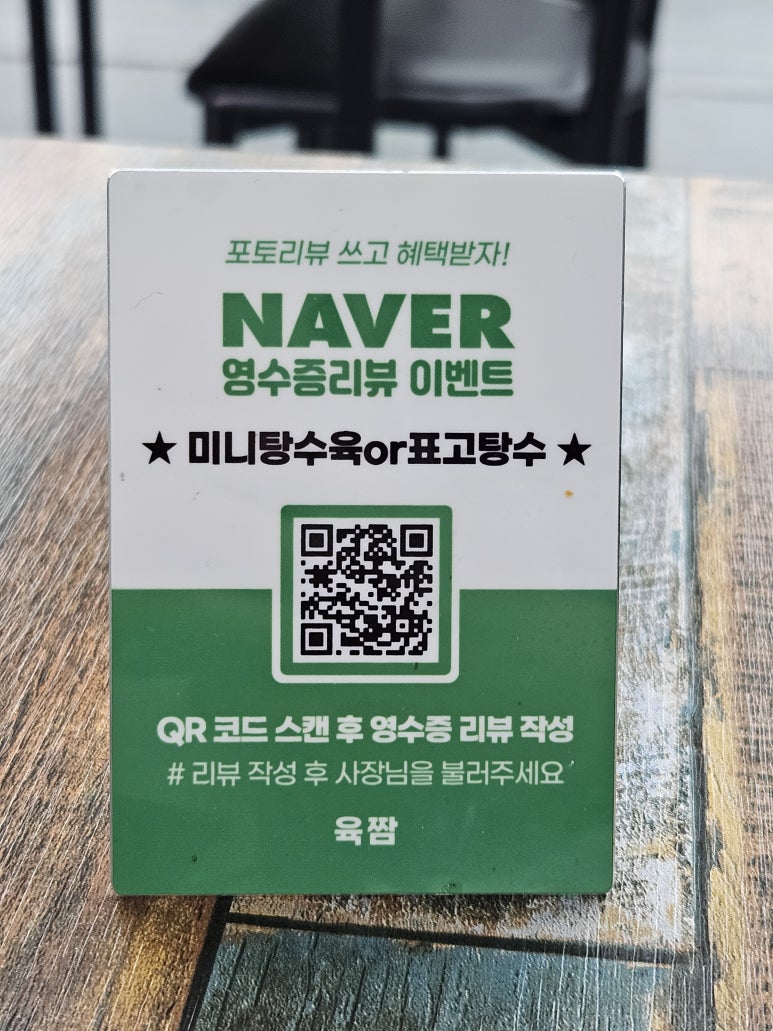 포토리뷰 쓰고 혜택받자!
NAVER
영수증리뷰 이벤트
★ 미니탕수육or표고탕수 ★
QR 코드 스캔 후 영수증 리뷰 작성
# 리뷰 작성 후 사장님을 불러주세요
육짬